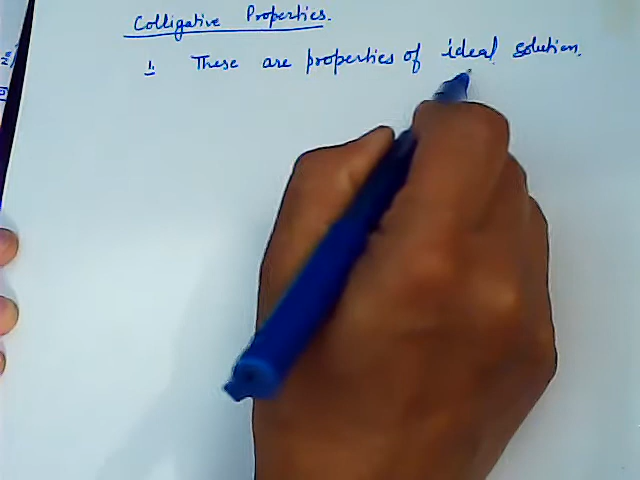 Colligative Properties.
1. These are properties of ideal solution.